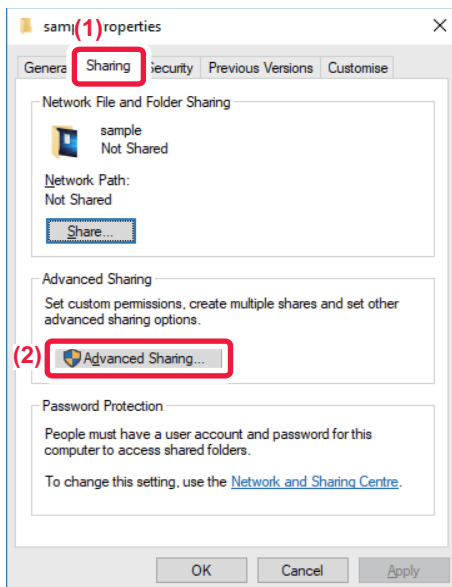 sam
(1)
roperties
Genera
Sharing
ecurity
Previous Versions
Customise
Network File and Folder Sharing
sample
Not Shared
Network Path:
Not Shared
Share...
Advanced Sharing
Set custom permissions, create multiple shares and set other
advanced sharing options.
(2)
Advanced Sharing...
Password Protection
People must have a user account and password for this
computer to access shared folders.
To change this setting, use the Network and Sharing Centre.
OK
Cancel
Apply